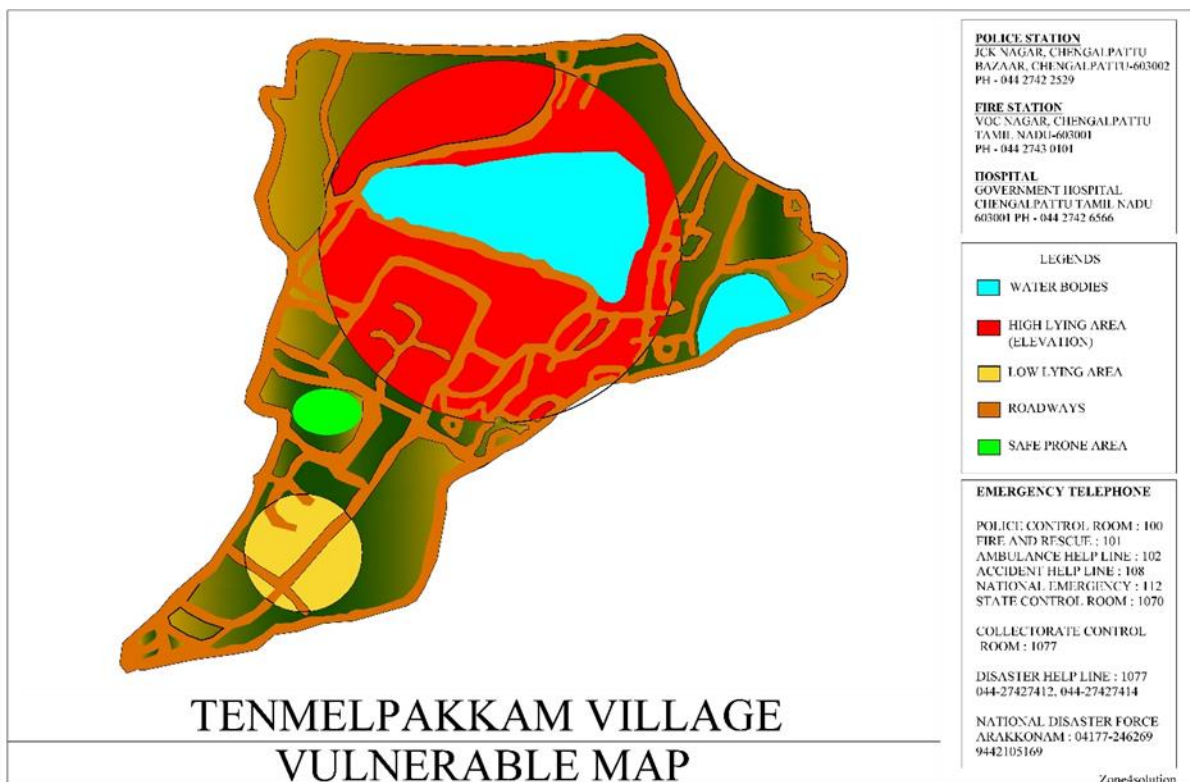 POLICE STATION
JCK NAGAR, CHENGALPATTU
BAZAAR, CHENGALPATTU-603002
PH - 044 2742 2529
FIRE STATION
VOC NAGAR, CHENGALPATTU
TAMIL NADU-603001
PH - 044 2743 0101
HOSPITAL
GOVERNMENT HOSPITAL
CHENGALPATTU TAMIL NADU
603001 PH - 044 2742 6566
LEGENDS
WATER BODIES
HIGH LYING AREA
(ELEVATION)
LOW LYING AREA
ROADWAYS
SAFE PRONE AREA
EMERGENCY TELEPHONE
POLICE CONTROL ROOM : 100
FIRE AND RESCUE : 101
AMBULANCE HELP LINE : 102
ACCIDENT HELP LINE : 108
NATIONAL EMERGENCY : 112
STATE CONTROL ROOM : 1070
COLLECTORATE CONTROL
ROOM : 1077
DISASTER HELP LINE : 1077
044-27427412, 044-27427414
NATIONAL DISASTER FORCE
ARAKKONAM : 04177-246269
9442105169
TENMELPAKKAM VILLAGE
VULNERABLE MAP
Zone4solution